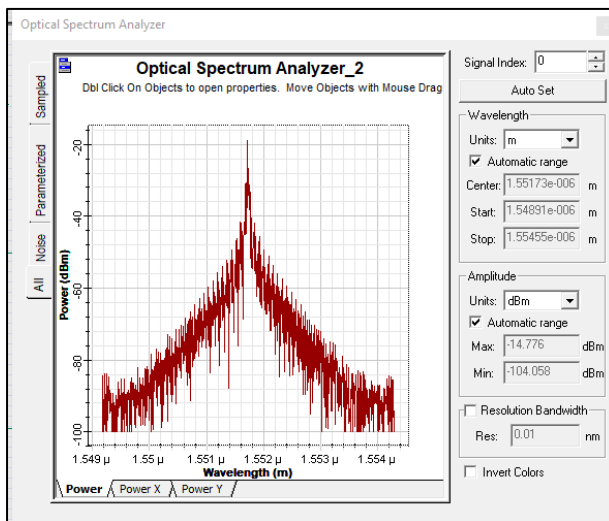 Optical Spectrum Analyzer
Optical Spectrum Analyzer_2
Dbl Click On Objects to open properties. Move Objects with Mouse Drag
Sampled
Parameterized
Noise
All
Power (dBm)
-20
-40
-60
-80
-100
1.549 µ
1.55 µ
1.551 µ
1.552 µ
1.553 µ
1.554 µ
Wavelength (m)
Power
Power X
Power Y
Signal Index: 0
Auto Set
Wavelength
Units: m
Automatic range
Center: 1.55173e-006 m
Start: 1.54891e-006 m
Stop: 1.55455e-006 m
Amplitude
Units: dBm
Automatic range
Max: -14.776 dBm
Min: -104.058 dBm
Resolution Bandwidth
Res: 0.01 nm
Invert Colors